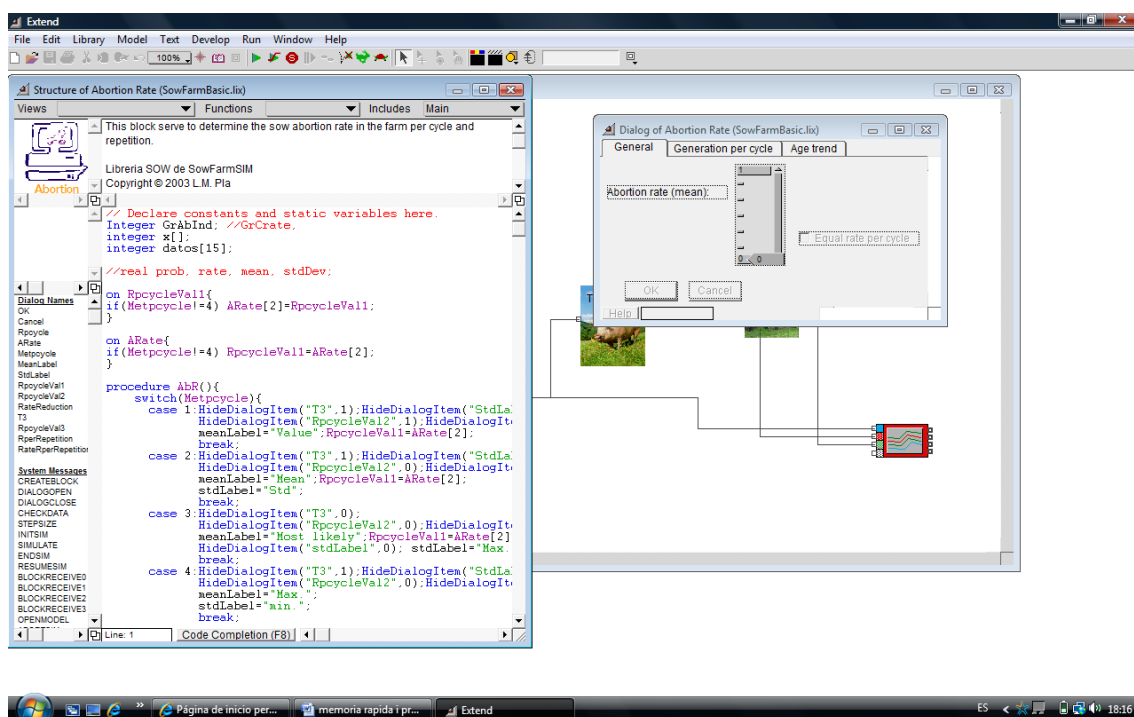 Extend
File Edit Library Model Text Develop Run Window Help
100%
Structure of Abortion Rate (SowFarmBasic.lix)
Views Functions Includes Main
Abortion
This block serve to determine the sow abortion rate in the farm per cycle and
repetition.
Libreria SOW de SowFarmSIM
Copyright © 2003 L.M. Pla
// Declare constants and static variables here.
Integer GrAbInd; //GrCrate,
integer x[];
integer datos[15];
//real prob, rate, mean, stdDev;
on RpcycleVal1{
if(Metpcycle!=4) ARate[2]=RpcycleVal1;
}
on ARate{
if(Metpcycle!=4) RpcycleVal1=ARate[2];
}
procedure AbR(){
switch(Metpcycle){
case 1:HideDialogItem("T3",1);HideDialogItem("StdLa
HideDialogItem("RpcycleVal2",1);HideDialogIt
meanLabel="Value";RpcycleVal1=ARate[2];
break;
case 2:HideDialogItem("T3",1);HideDialogItem("StdLa
HideDialogItem("RpcycleVal2",0);HideDialogIt
meanLabel="Mean";RpcycleVal1=ARate[2];
stdLabel="Std";
break;
case 3:HideDialogItem("T3",0);
HideDialogItem("RpcycleVal2",0);HideDialogIt
meanLabel="Most likely";RpcycleVal1=ARate[2]
HideDialogItem("stdLabel",0); stdLabel="Max.
break;
case 4:HideDialogItem("T3",1);HideDialogItem("StdLa
HideDialogItem("RpcycleVal2",0);HideDialogIt
meanLabel="Max.";
stdLabel="min.";
break;
Dialog Names
OK
Cancel
Rpcycle
ARate
Metpcycle
MeanLabel
StdLabel
RpcycleVal1
RpcycleVal2
RateReduction
T3
RpcycleVal3
RperRepetition
RateRperRepetition
System Messages
CREATEBLOCK
DIALOGOPEN
DIALOGCLOSE
CHECKDATA
STEPSIZE
INITSIM
SIMULATE
ENDSIM
RESUMESIM
BLOCKRECEIVE0
BLOCKRECEIVE1
BLOCKRECEIVE2
BLOCKRECEIVE3
OPENMODEL
Line: 1 Code Completion (F8)
Dialog of Abortion Rate (SowFarmBasic.lix)
General Generation per cycle Age trend
Abortion rate (mean):
1
0 0
Equal rate per cycle
OK Cancel
Help
T
Página de inicio per... memoria rapida i pr... Extend ES 18:16